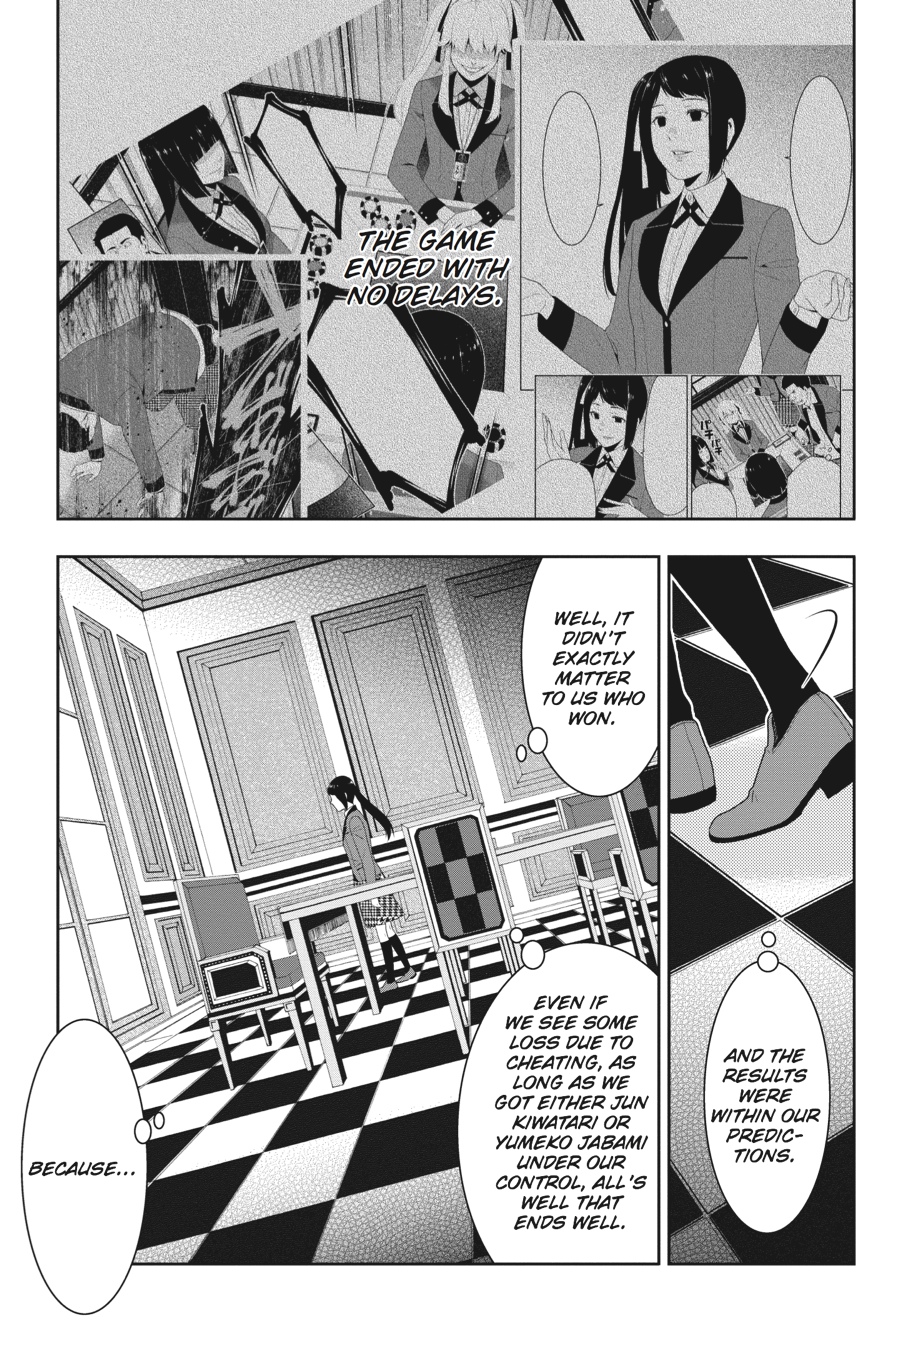 THE GAME
ENDED WITH
NO DELAYS.
AND THE
RESULTS
WERE
WITHIN OUR
PREDIC-
TIONS.
WELL, IT
DIDN'T
EXACTLY
MATTER
TO US WHO
WON.
EVEN IF
WE SEE SOME
LOSS DUE TO
CHEATING, AS
LONG AS WE
GOT EITHER JUN
KIWATARI OR
YUMEKO JABAMI
UNDER OUR
CONTROL, ALL'S
WELL THAT
ENDS WELL.
BECAUSE...